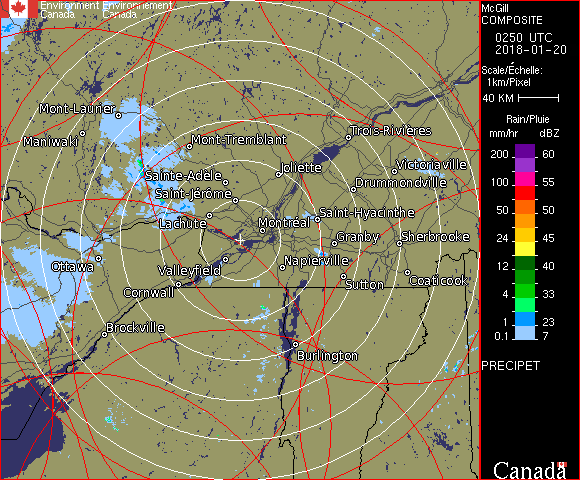 Environment Environnement
Canada Canada
McGill
COMPOSITE
0250 UTC
2018-01-20
Scale/Échelle:
1km/Pixel
40 KM
Rain/Pluie
mm/hr dBZ
200 60
100 55
50 50
24 45
12 40
4 33
1 23
0.1 7
PRECIPET
Canada
Mont-Laurier
Maniwaki
Mont-Tremblant
Trois-Rivières
Joliette
Victoriaville
Sainte-Adèle
Drummondville
Saint-Jérôme
Lachute
Saint-Hyacinthe
Montréal
Granby
Sherbrooke
Ottawa
Valleyfield
Napierville
Cornwall
Sutton
Coaticook
Brockville
Burlington